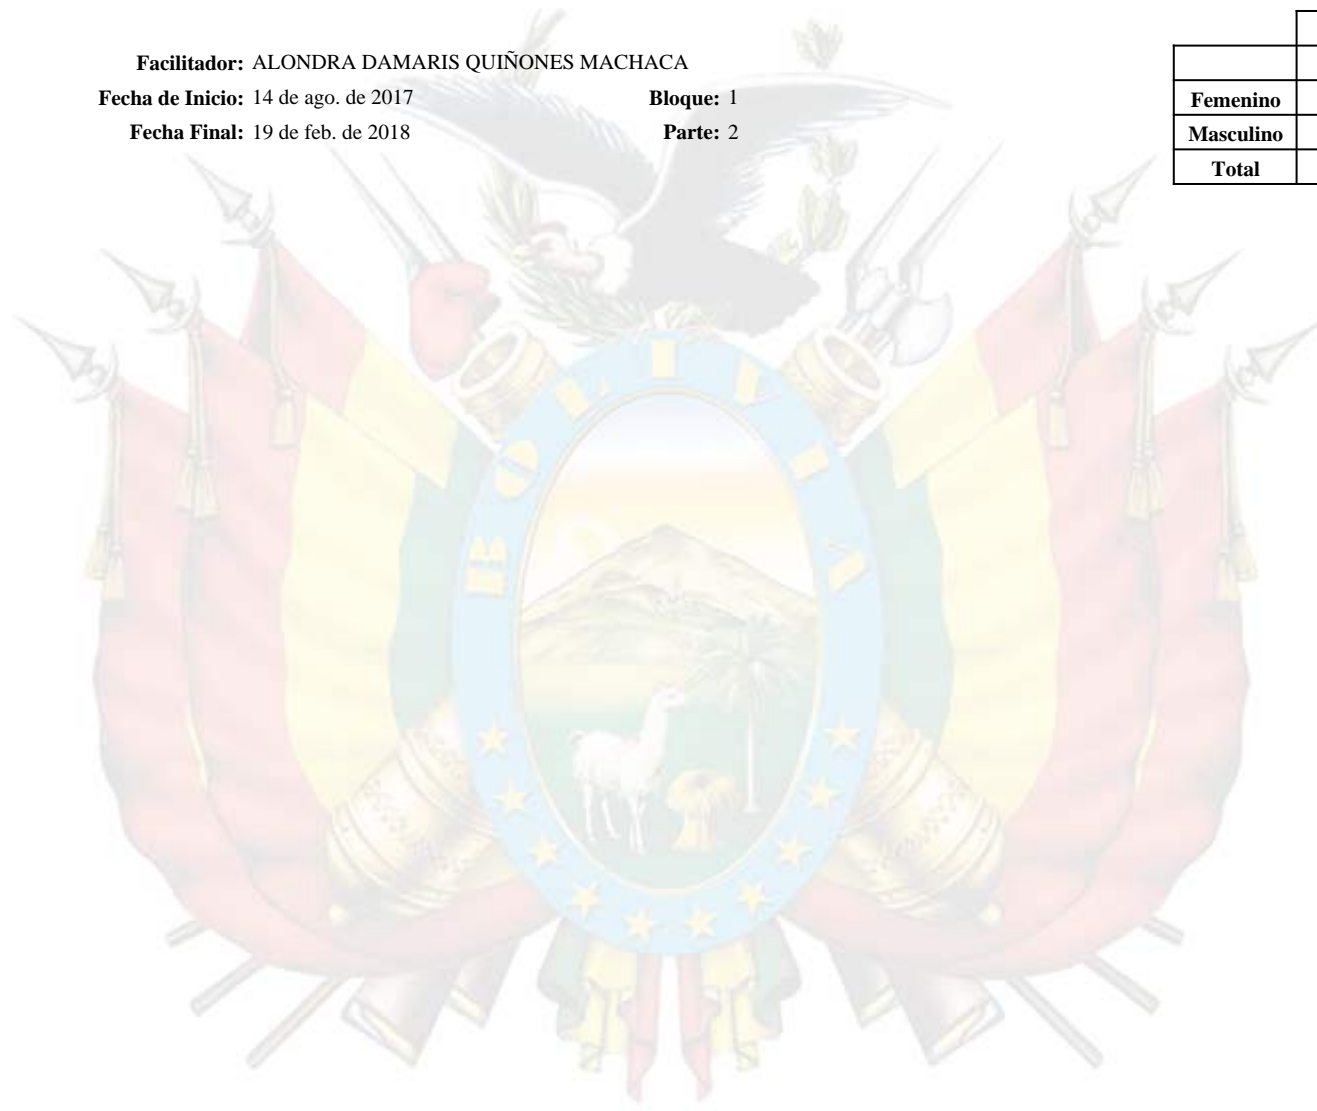 Facilitador: ALONDRA DAMARIS QUIÑONES MACHACA
Fecha de Inicio: 14 de ago. de 2017 Bloque: 1
Fecha Final: 19 de feb. de 2018 Parte: 2
Femenino
Masculino
Total
BOLIVIA